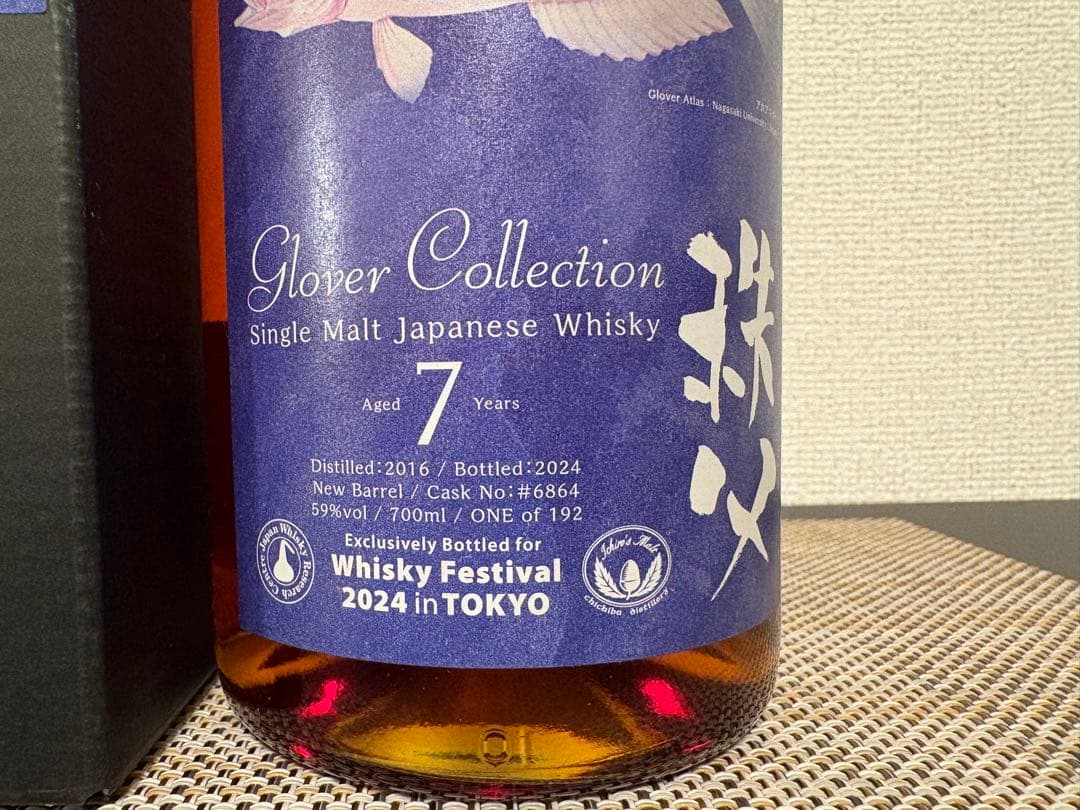 Glover Atlas : Nagasaki University
Glover Collection
Single Malt Japanese Whisky
Aged 7 Years
Distilled:2016 / Bottled:2024
New Barrel / Cask No:#6864
59%vol / 700ml / ONE of 192
Exclusively Bottled for
Whisky Festival
2024 in TOKYO
Japan Whisky Research Centre
Ichiro's Malt
chichibu distillery
秩父